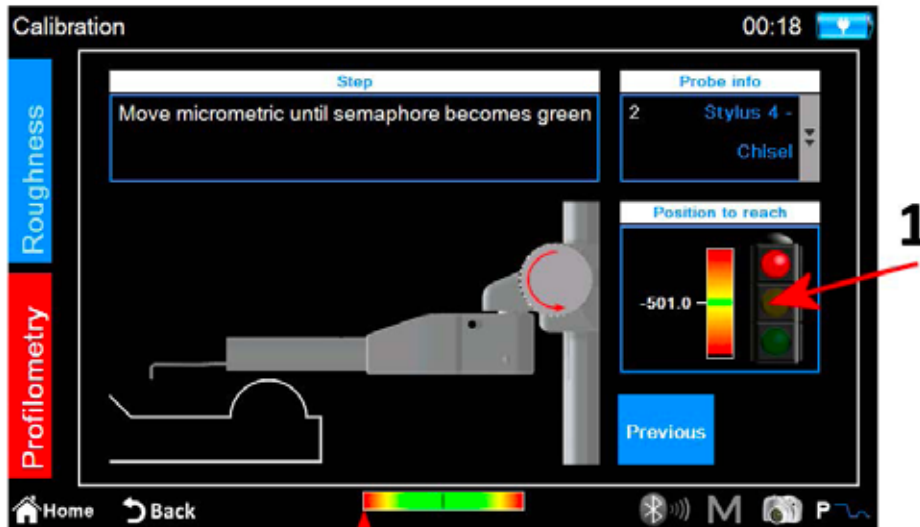 Calibration
00:18
Roughness
Profilometry
Step
Move micrometric until semaphore becomes green
Probe info
2 Stylus 4 -
Chisel
Position to reach
-501.0
1
Previous
Home
Back
M
P